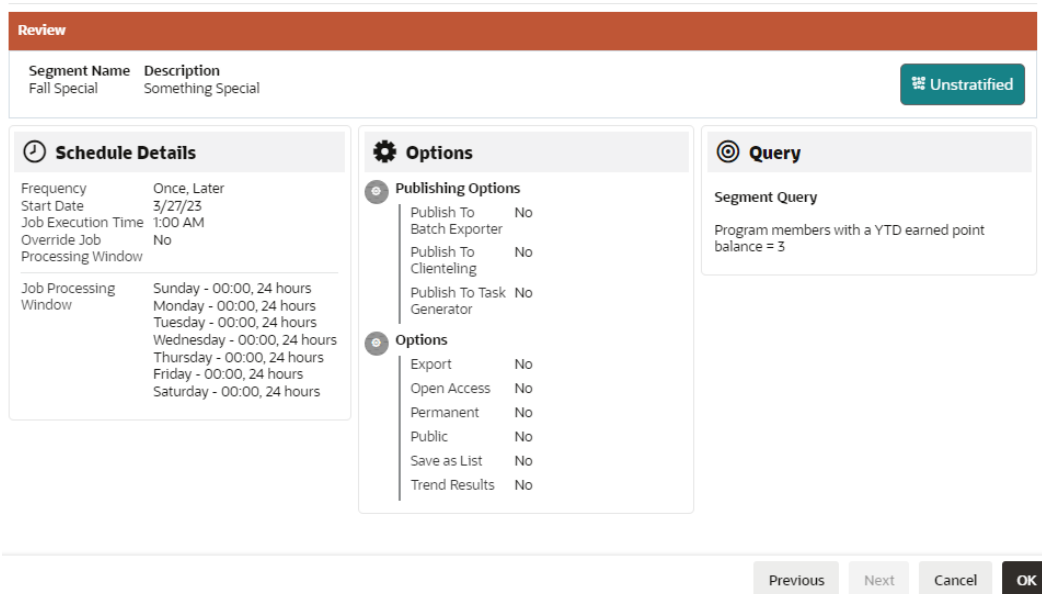 Review
Segment Name Description
Fall Special Something Special
Unstratified
Schedule Details
Frequency Once, Later
Start Date 3/27/23
Job Execution Time 1:00 AM
Override Job No
Processing Window
Job Processing Sunday - 00:00, 24 hours
Window Monday - 00:00, 24 hours
Tuesday - 00:00, 24 hours
Wednesday - 00:00, 24 hours
Thursday - 00:00, 24 hours
Friday - 00:00, 24 hours
Saturday - 00:00, 24 hours
Options
Publishing Options
Publish To No
Batch Exporter
Publish To No
Clienteling
Publish To Task No
Generator
Options
Export No
Open Access No
Permanent No
Public No
Save as List No
Trend Results No
Query
Segment Query
Program members with a YTD earned point
balance = 3
Previous Next Cancel OK